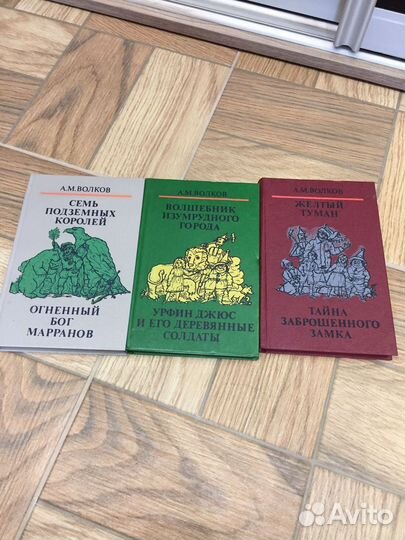 А.М.ВОЛКОВ
СЕМЬ
ПОДЗЕМНЫХ
КОРОЛЕЙ
ОГНЕННЫЙ
БОГ
МАРРАНОВ
А.М.ВОЛКОВ
ВОЛШЕБНИК
ИЗУМРУДНОГО
ГОРОДА
УРФИН ДЖЮС
И ЕГО ДЕРЕВЯННЫЕ
СОЛДАТЫ
А.М.ВОЛКОВ
ЖЕЛТЫЙ
ТУМАН
ТАЙНА
ЗАБРОШЕННОГО
ЗАМКА
Avito